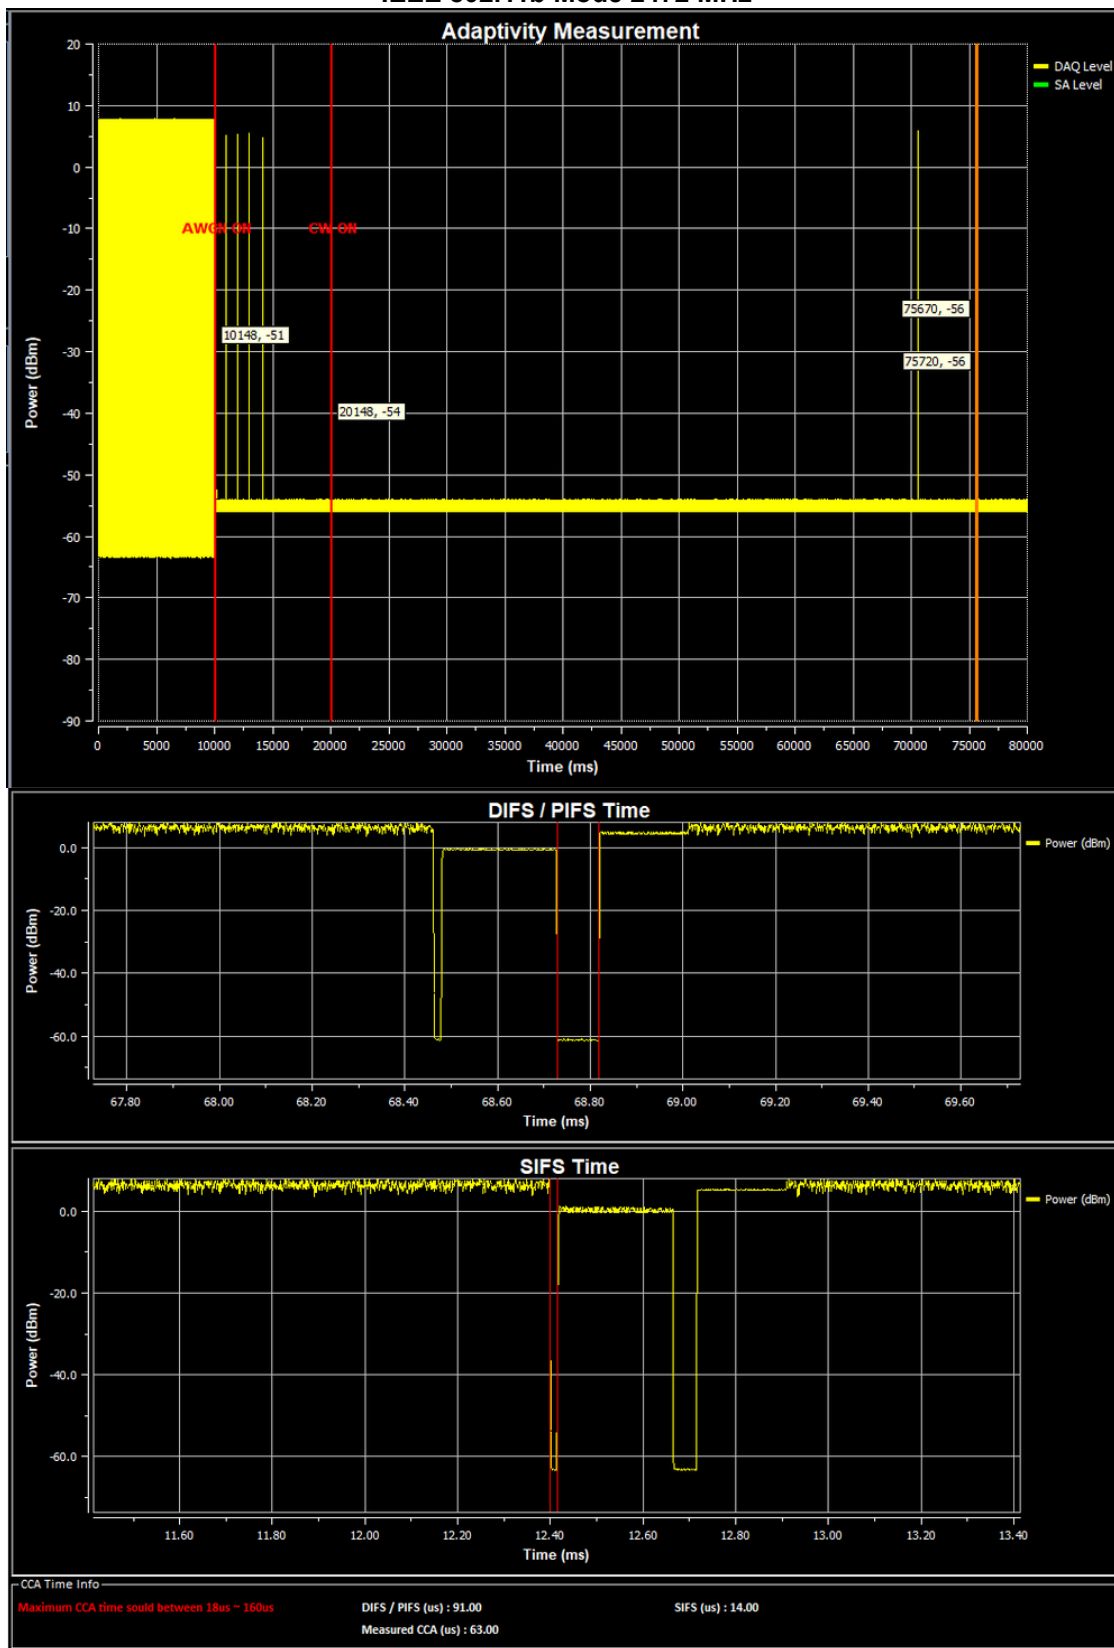 Adaptivity Measurement
DAQ Level
SA Level
20
10
0
-10
-20
-30
-40
-50
-60
-70
-80
-90
Power (dBm)
AWGN ON
CW ON
10148, -51
20148, -54
75670, -56
75720, -56
0 5000 10000 15000 20000 25000 30000 35000 40000 45000 50000 55000 60000 65000 70000 75000 80000
Time (ms)
DIFS / PIFS Time
Power (dBm)
0.0
-20.0
-40.0
-60.0
Power (dBm)
67.80 68.00 68.20 68.40 68.60 68.80 69.00 69.20 69.40 69.60
Time (ms)
SIFS Time
Power (dBm)
0.0
-20.0
-40.0
-60.0
Power (dBm)
11.60 11.80 12.00 12.20 12.40 12.60 12.80 13.00 13.20 13.40
Time (ms)
CCA Time Info
Maximum CCA time sould between 18us ~ 160us
DIFS / PIFS (us) : 91.00
SIFS (us) : 14.00
Measured CCA (us) : 63.00